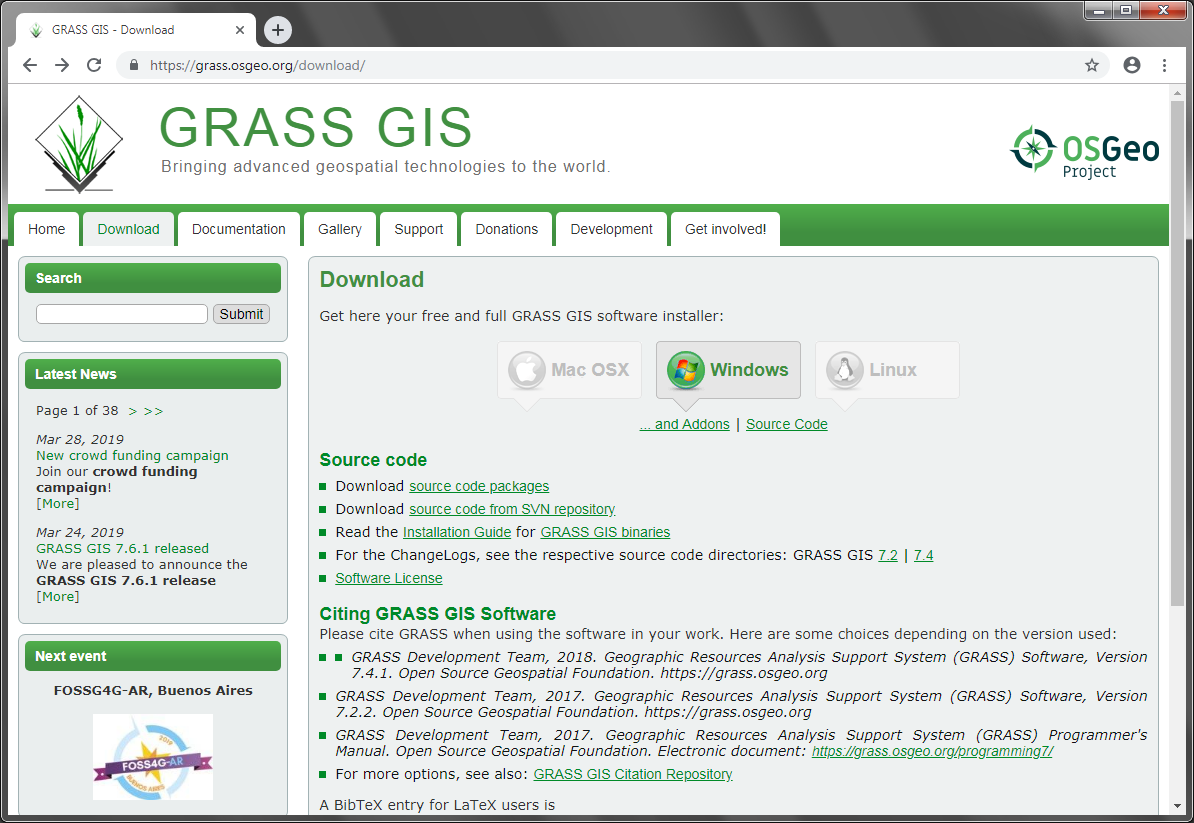 GRASS GIS - Download
https://grass.osgeo.org/download/
GRASS GIS
Bringing advanced geospatial technologies to the world.
OSGeo
Project
Home
Download
Documentation
Gallery
Support
Donations
Development
Get involved!
Search
Submit
Latest News
Page 1 of 38 > >>
Mar 28, 2019
New crowd funding campaign
Join our crowd funding
campaign!
[More]
Mar 24, 2019
GRASS GIS 7.6.1 released
We are pleased to announce the
GRASS GIS 7.6.1 release
[More]
Next event
FOSSG4G-AR, Buenos Aires
2019
FOSS4G-AR
BUENOS AIRES
Download
Get here your free and full GRASS GIS software installer:
Mac OSX
Windows
Linux
... and Addons | Source Code
Source code
Download source code packages
Download source code from SVN repository
Read the Installation Guide for GRASS GIS binaries
For the ChangeLogs, see the respective source code directories: GRASS GIS 7.2 | 7.4
Software License
Citing GRASS GIS Software
Please cite GRASS when using the software in your work. Here are some choices depending on the version used:
GRASS Development Team, 2018. Geographic Resources Analysis Support System (GRASS) Software, Version
7.4.1. Open Source Geospatial Foundation. https://grass.osgeo.org
GRASS Development Team, 2017. Geographic Resources Analysis Support System (GRASS) Software, Version
7.2.2. Open Source Geospatial Foundation. https://grass.osgeo.org
GRASS Development Team, 2017. Geographic Resources Analysis Support System (GRASS) Programmer's
Manual. Open Source Geospatial Foundation. Electronic document: https://grass.osgeo.org/programming7/
For more options, see also: GRASS GIS Citation Repository
A BibTeX entry for LaTeX users is